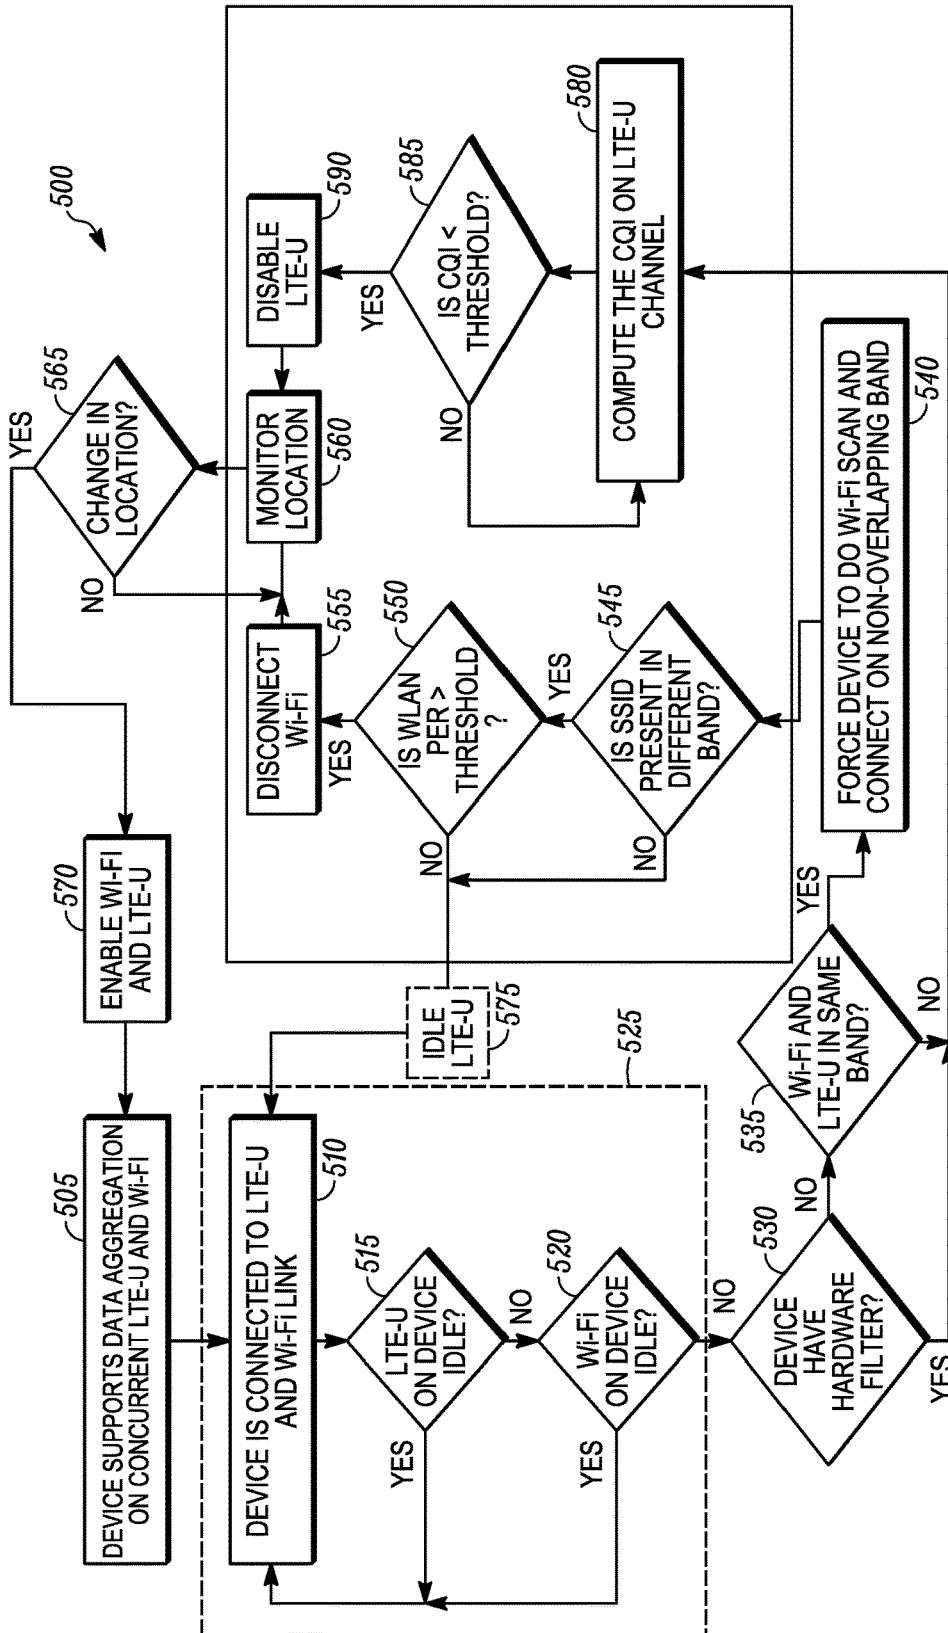 500
DEVICE SUPPORTS DATA AGGREGATION
ON CONCURRENT LTE-U AND Wi-Fi
505
DEVICE IS CONNECTED TO LTE-U
AND Wi-Fi LINK
510
LTE-U
ON DEVICE
IDLE?
515
YES
NO
Wi-Fi
ON DEVICE
IDLE?
520
YES
NO
525
DEVICE
HAVE
HARDWARE
FILTER?
530
YES
NO
Wi-Fi AND
LTE-U IN SAME
BAND?
535
YES
NO
FORCE DEVICE TO DO Wi-Fi SCAN AND
CONNECT ON NON-OVERLAPPING BAND
540
IS SSID
PRESENT IN
DIFFERENT
BAND?
545
YES
NO
IS WLAN
PER >
THRESHOLD
?
550
YES
NO
DISCONNECT
Wi-Fi
555
MONITOR
LOCATION
560
CHANGE IN
LOCATION?
565
YES
NO
ENABLE WI-FI
AND LTE-U
570
IDLE
LTE-U
575
COMPUTE THE CQI ON LTE-U
CHANNEL
580
IS CQI <
THRESHOLD?
585
YES
NO
DISABLE
LTE-U
590